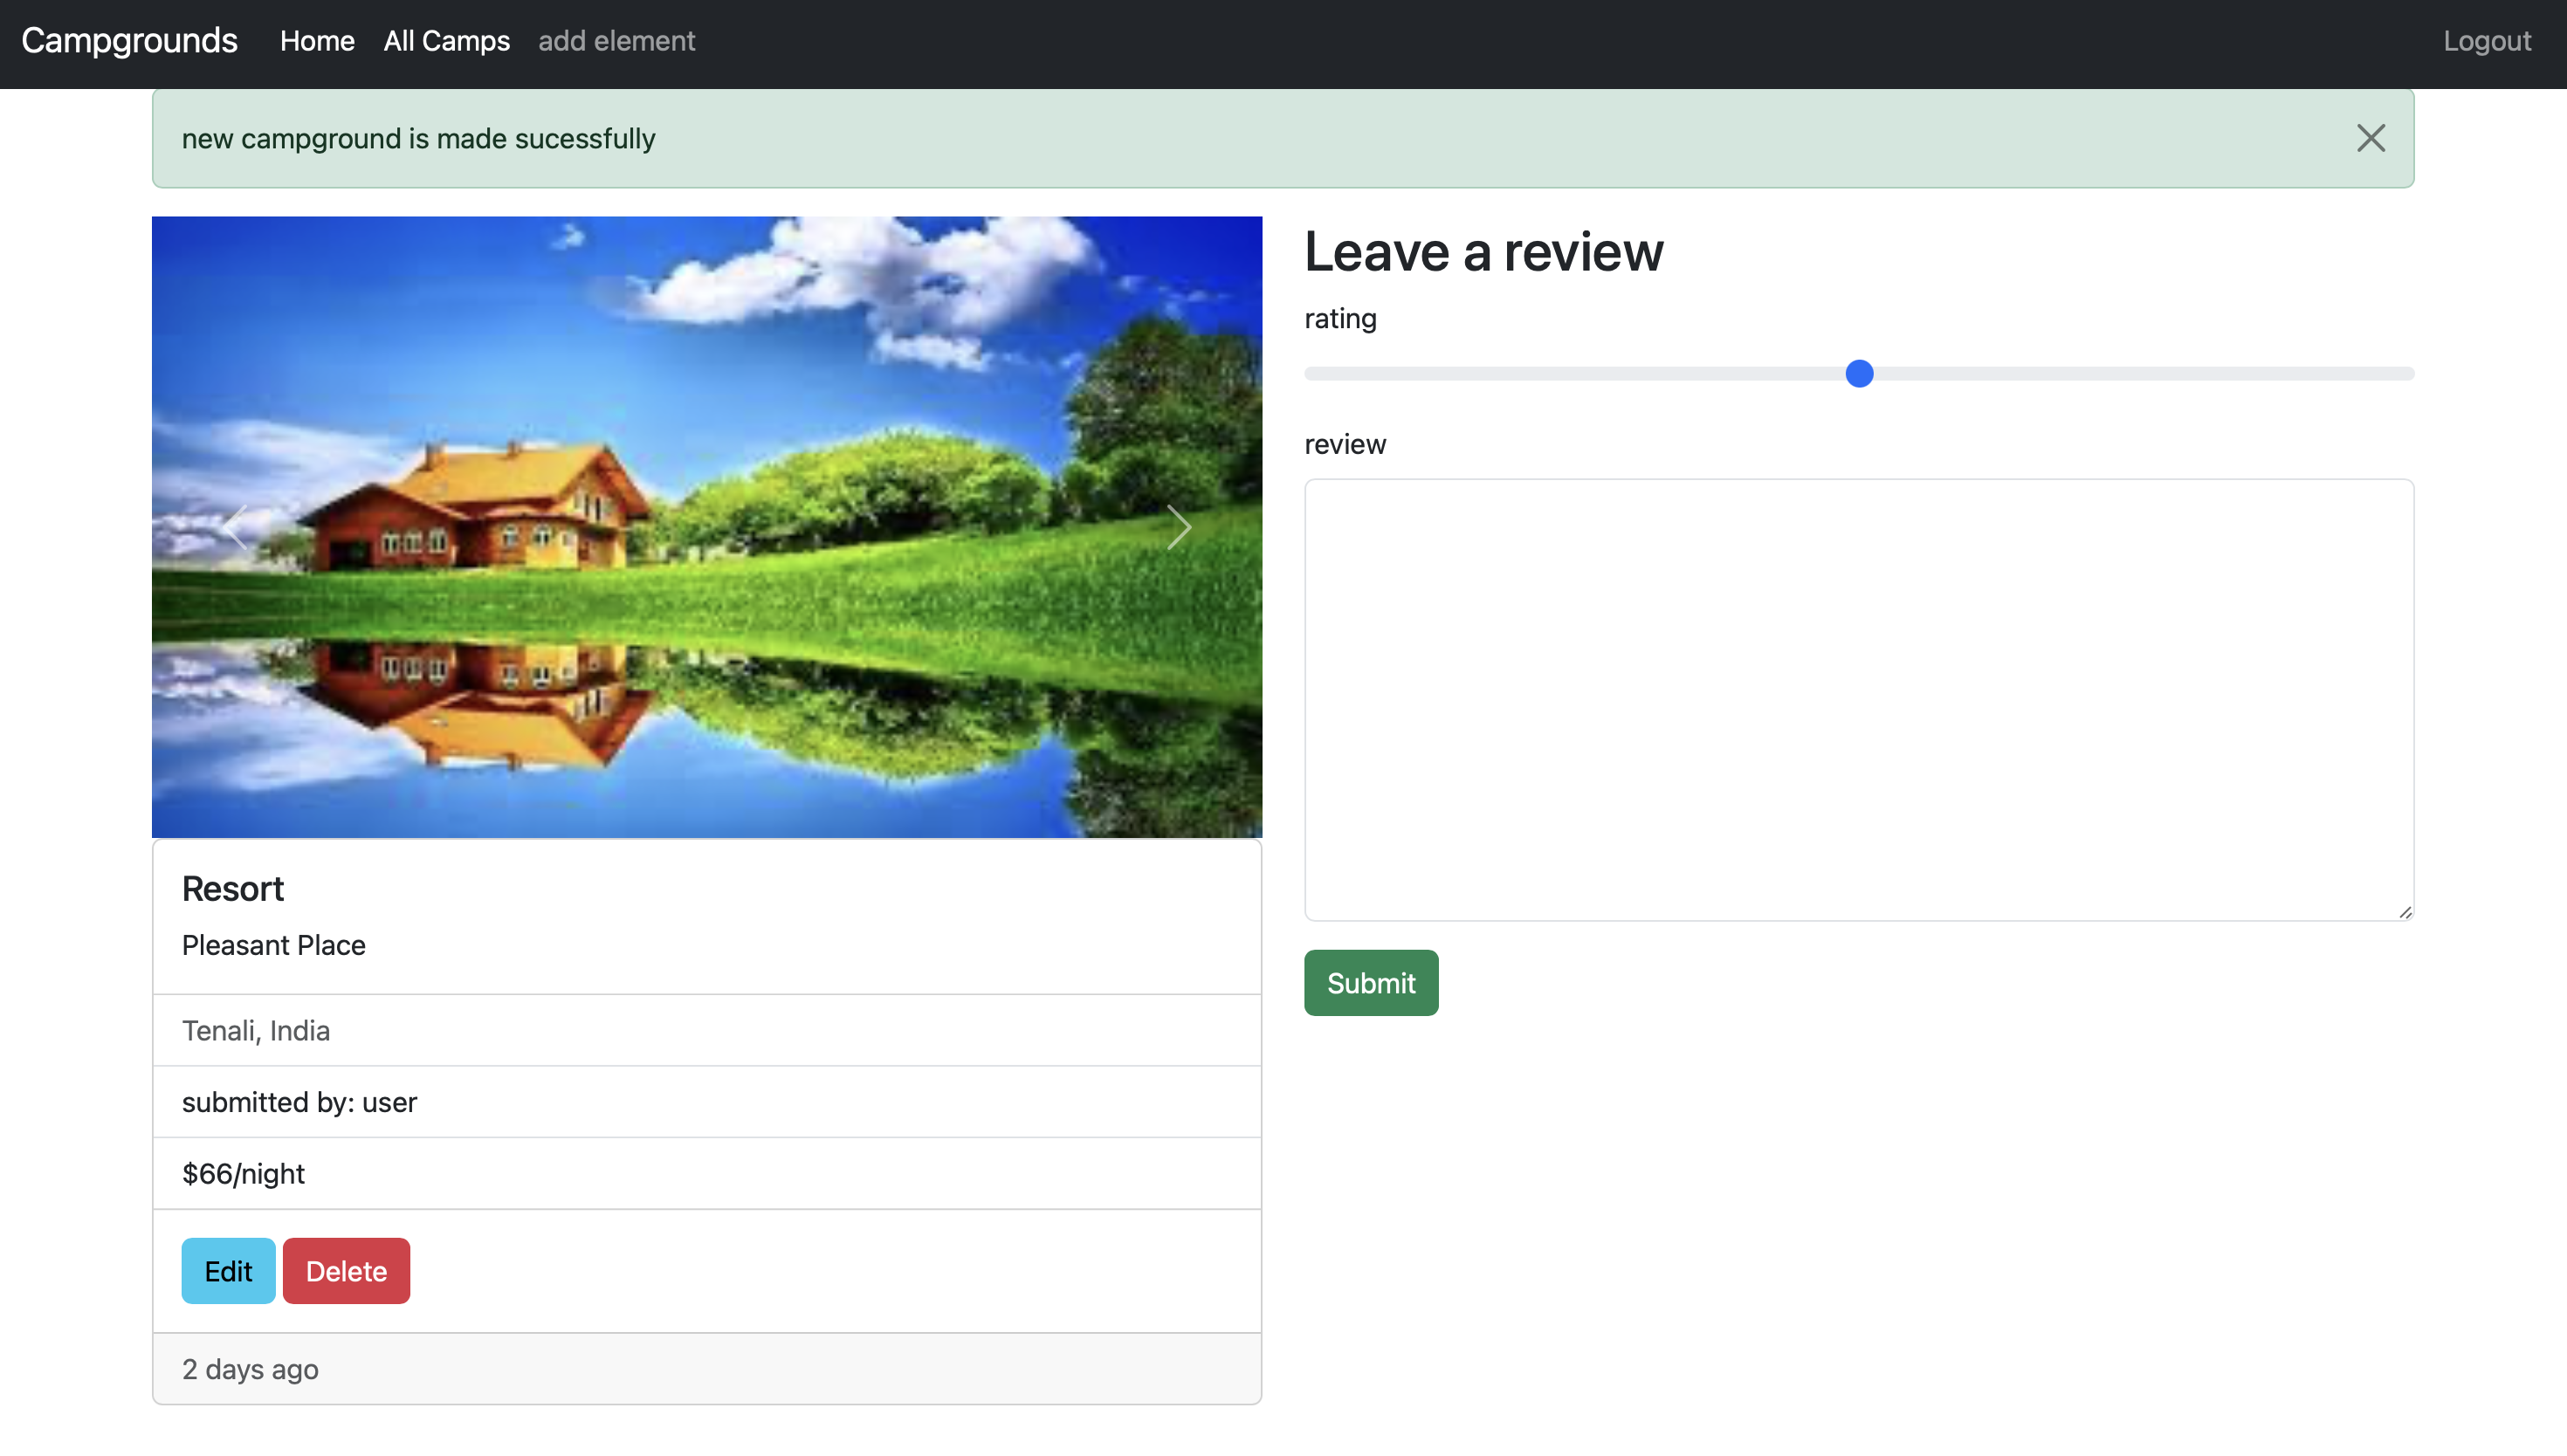 Campgrounds Home All Camps add element Logout
new campground is made sucessfully
Leave a review
rating
review
Submit
Resort
Pleasant Place
Tenali, India
submitted by: user
$66/night
Edit Delete
2 days ago